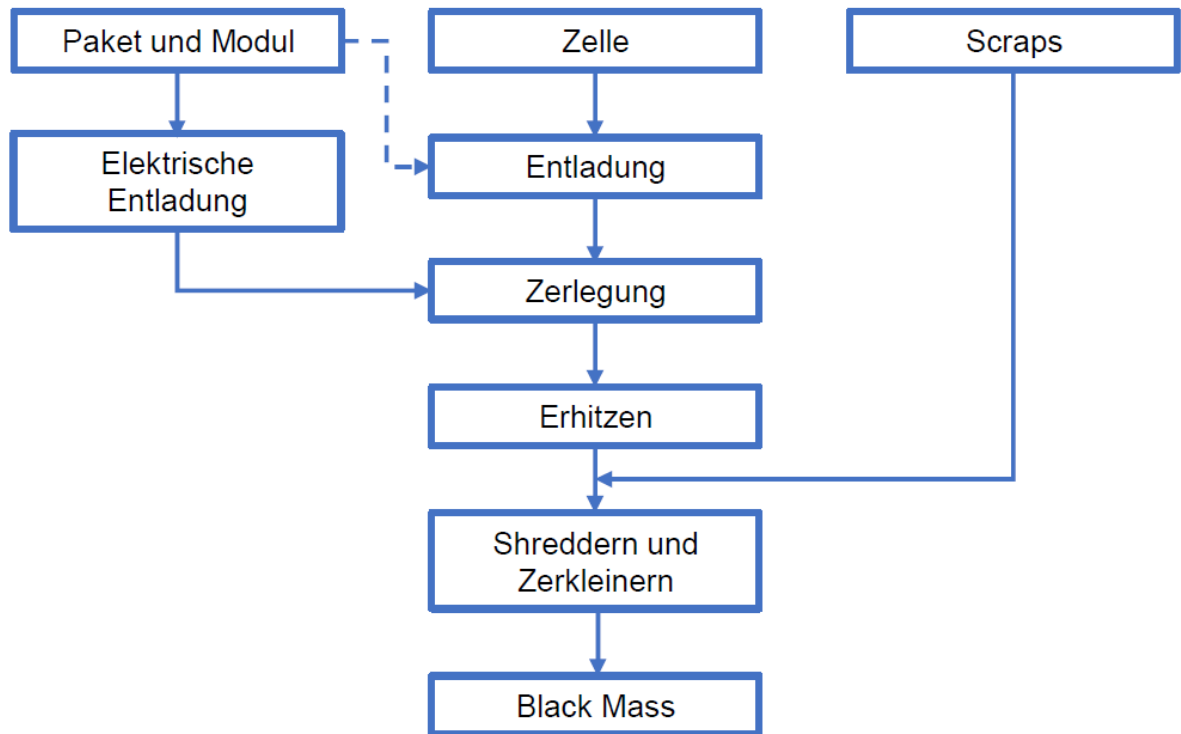 Paket und Modul
Zelle
Scraps
Elektrische
Entladung
Entladung
Zerlegung
Erhitzen
Shreddern und
Zerkleinern
Black Mass